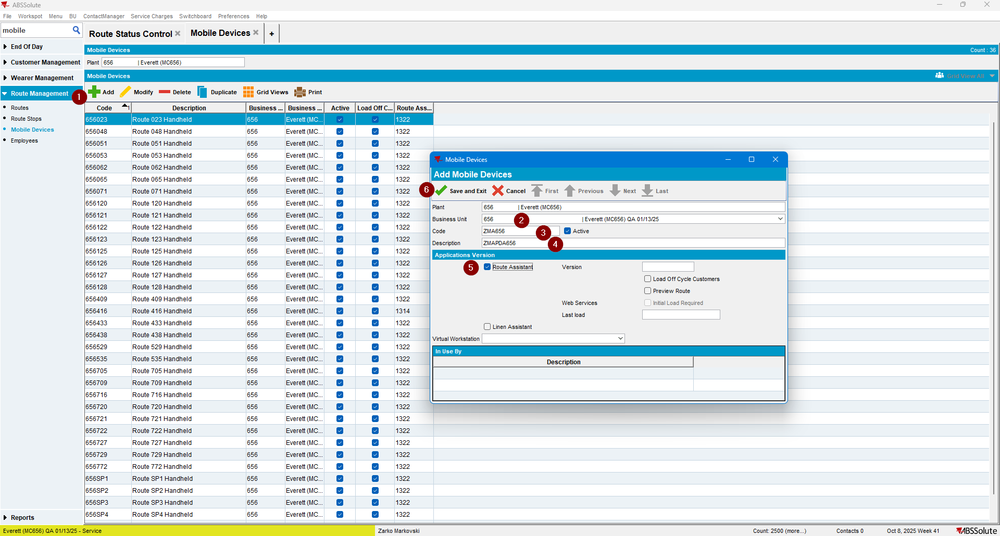 ABSSolute
File Workspot Menu BU ContactManager Service Charges Switchboard Preferences Help
mobile
Route Status Control
Mobile Devices
+
End Of Day
Customer Management
Wearer Management
Route Management
Routes
Route Stops
Mobile Devices
Employees
Reports
Mobile Devices Count : 36
Plant 656 | Everett (MC656)
Mobile Devices Grid View All
1 Add Modify Delete Duplicate Grid Views Print
Code 1 Description Business ... Business ... Active Load Off C... Route Ass...
656023 Route 023 Handheld 656 Everett (MC... 1322
656048 Route 048 Handheld 656 Everett (MC... 1322
656051 Route 051 Handheld 656 Everett (MC... 1322
656053 Route 053 Handheld 656 Everett (MC... 1322
656062 Route 062 Handheld 656 Everett (MC... 1322
656065 Route 065 Handheld 656 Everett (MC... 1322
656071 Route 071 Handheld 656 Everett (MC... 1322
656120 Route 120 Handheld 656 Everett (MC... 1322
656121 Route 121 Handheld 656 Everett (MC... 1322
656122 Route 122 Handheld 656 Everett (MC... 1322
656123 Route 123 Handheld 656 Everett (MC... 1322
656125 Route 125 Handheld 656 Everett (MC... 1322
656126 Route 126 Handheld 656 Everett (MC... 1322
656127 Route 127 Handheld 656 Everett (MC... 1322
656128 Route 128 Handheld 656 Everett (MC... 1322
656409 Route 409 Handheld 656 Everett (MC... 1322
656416 Route 416 Handheld 656 Everett (MC... 1314
656433 Route 433 Handheld 656 Everett (MC... 1322
656438 Route 438 Handheld 656 Everett (MC... 1322
656529 Route 529 Handheld 656 Everett (MC... 1322
656535 Route 535 Handheld 656 Everett (MC... 1322
656705 Route 705 Handheld 656 Everett (MC... 1322
656709 Route 709 Handheld 656 Everett (MC... 1322
656716 Route 716 Handheld 656 Everett (MC... 1322
656720 Route 720 Handheld 656 Everett (MC... 1322
656721 Route 721 Handheld 656 Everett (MC... 1322
656722 Route 722 Handheld 656 Everett (MC... 1322
656727 Route 727 Handheld 656 Everett (MC... 1322
656729 Route 729 Handheld 656 Everett (MC... 1322
656772 Route 772 Handheld 656 Everett (MC... 1322
656SP1 Route SP1 Handheld 656 Everett (MC... 1322
656SP2 Route SP2 Handheld 656 Everett (MC... 1322
656SP3 Route SP3 Handheld 656 Everett (MC... 1322
656SP4 Route SP4 Handheld 656 Everett (MC... 1322
Mobile Devices
Add Mobile Devices
6 Save and Exit Cancel First Previous Next Last
Plant 656 | Everett (MC656)
Business Unit 656 2 | Everett (MC656) QA 01/13/25
Code ZMA656 3 Active
Description ZMAPDA656 4
Applications Version
5 Route Assistant Version
Load Off Cycle Customers
Preview Route
Web Services Initial Load Required
Last load
Linen Assistant
Virtual Workstation
In Use By
Description
Everett (MC656) QA 01/13/25 - Service Zarko Markovski Count: 2500 (more...) Contacts 0 Oct 8, 2025 Week 41 ABSSolute